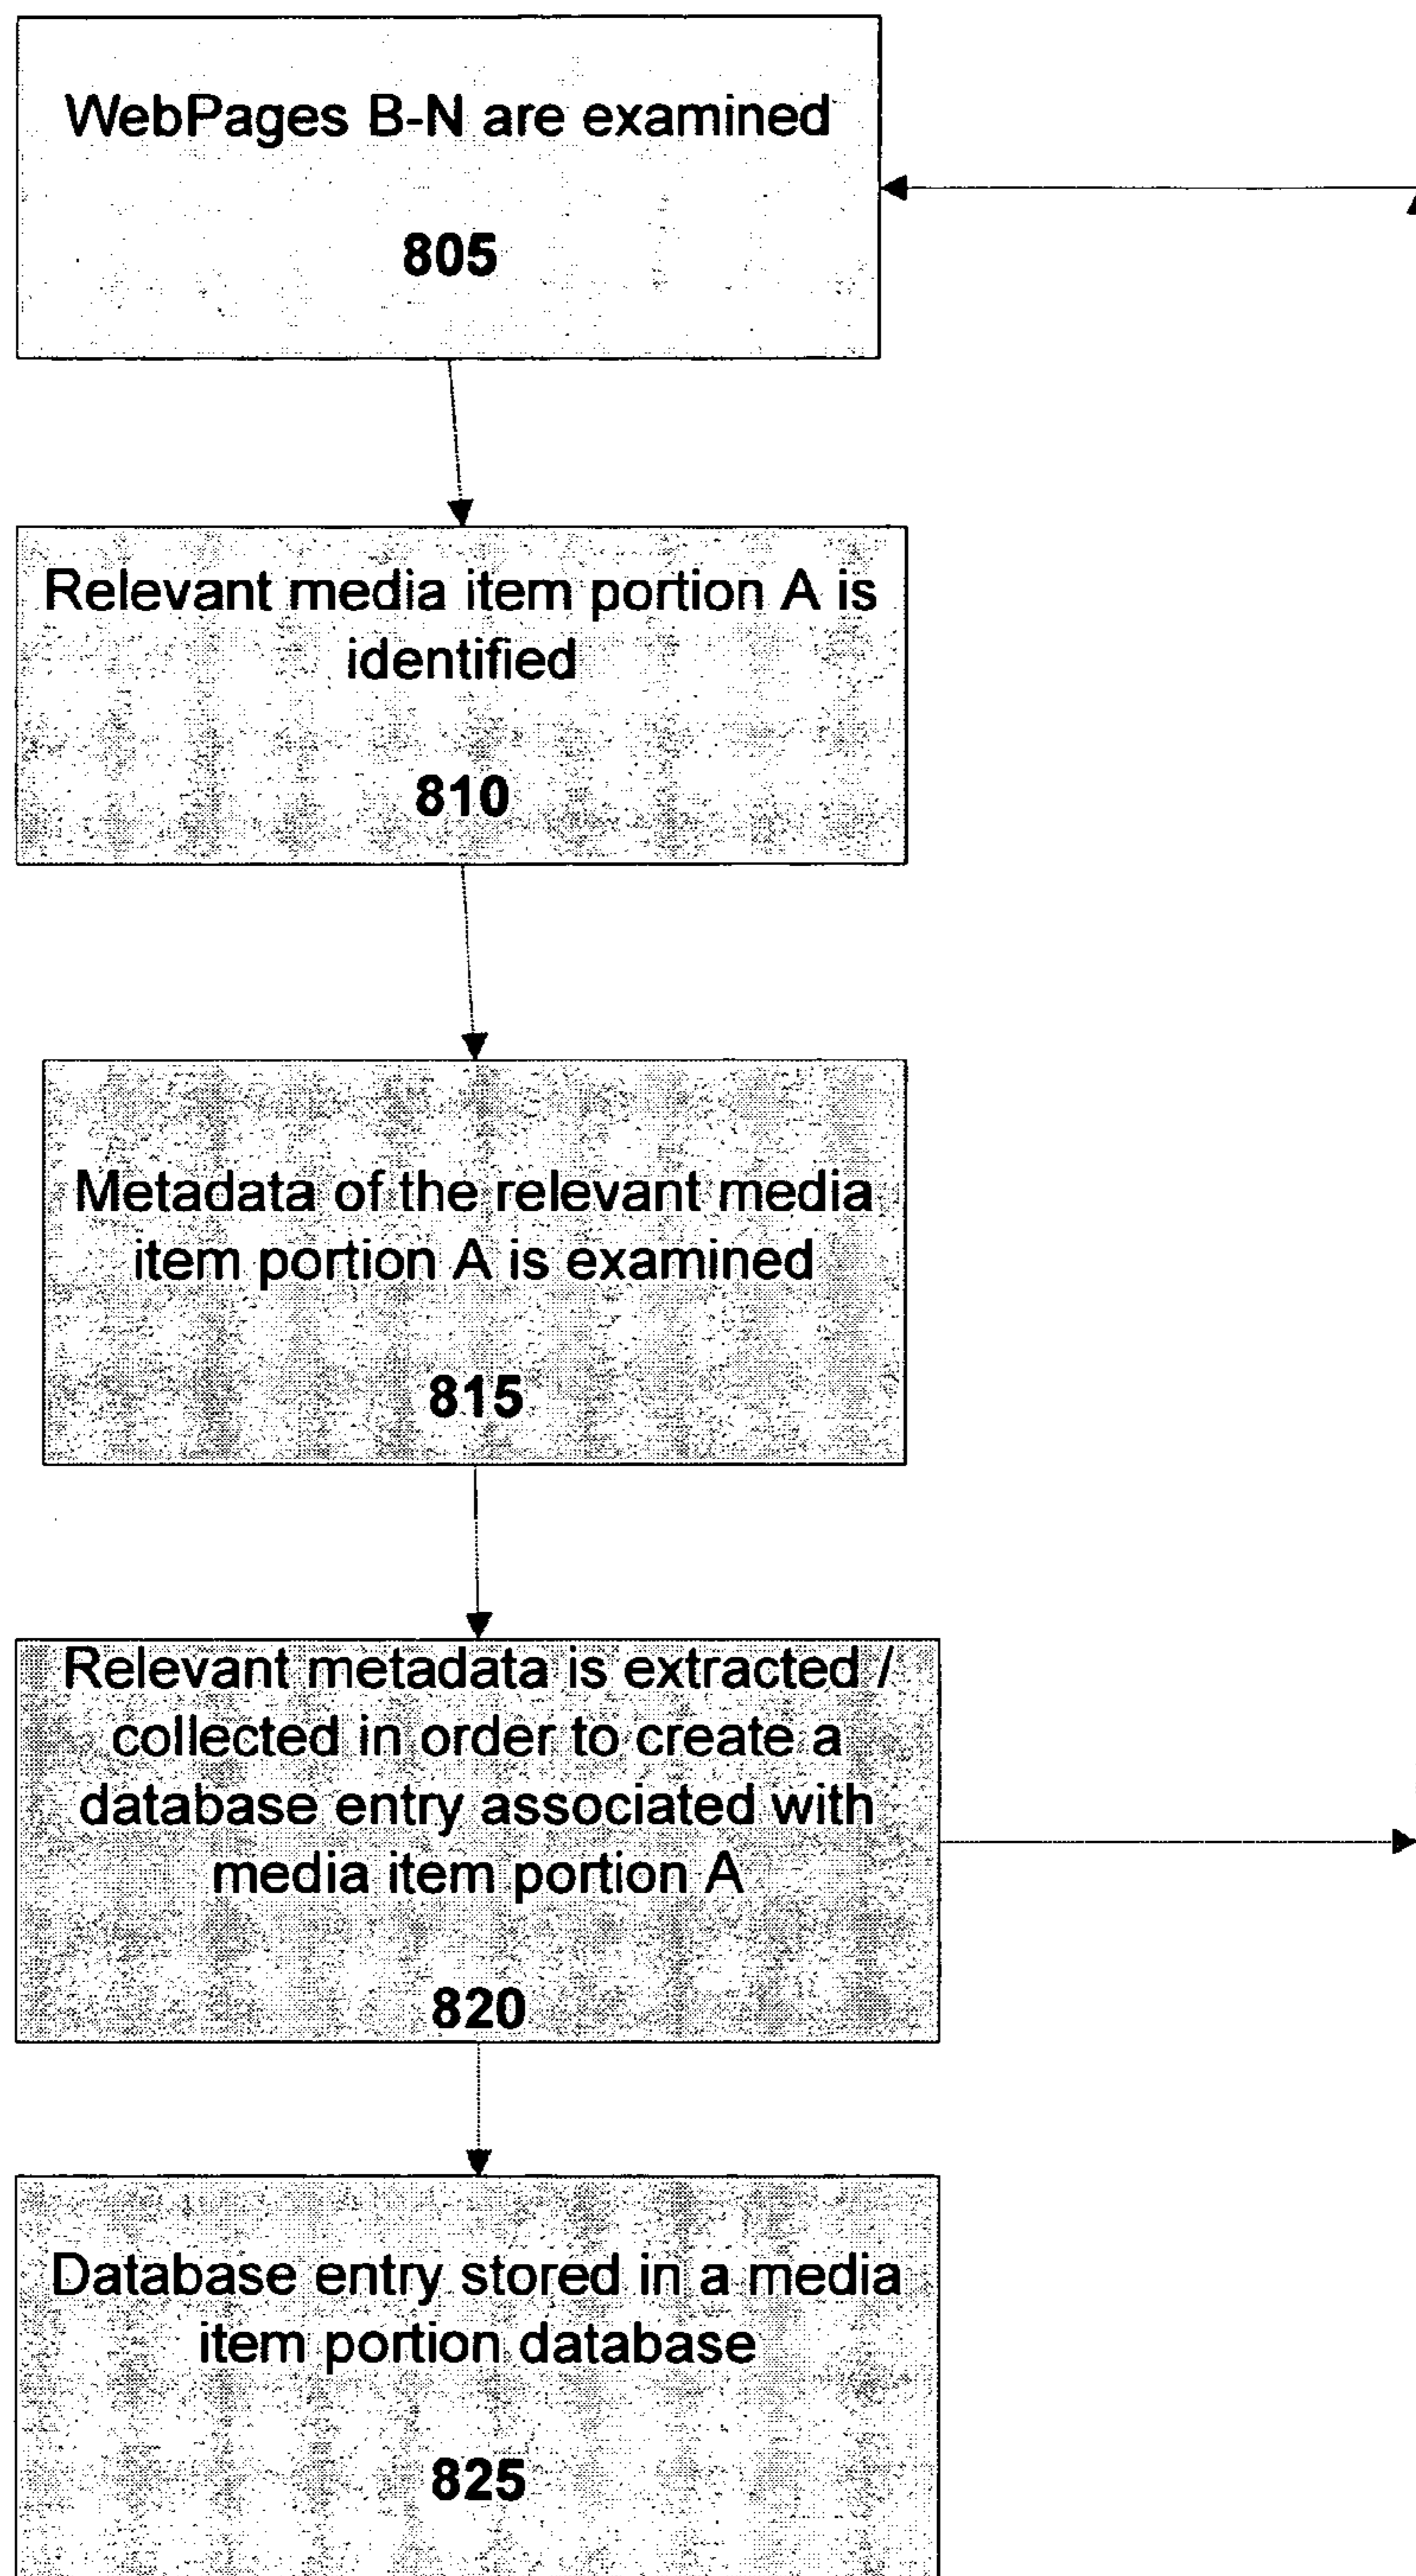 WebPages B-N are examined
805
Relevant media item portion A is
identified
810
Metadata of the relevant media
item portion A is examined
815
Relevant metadata is extracted /
collected in order to create a
database entry associated with
media item portion A
820
Database entry stored in a media
item portion database
825